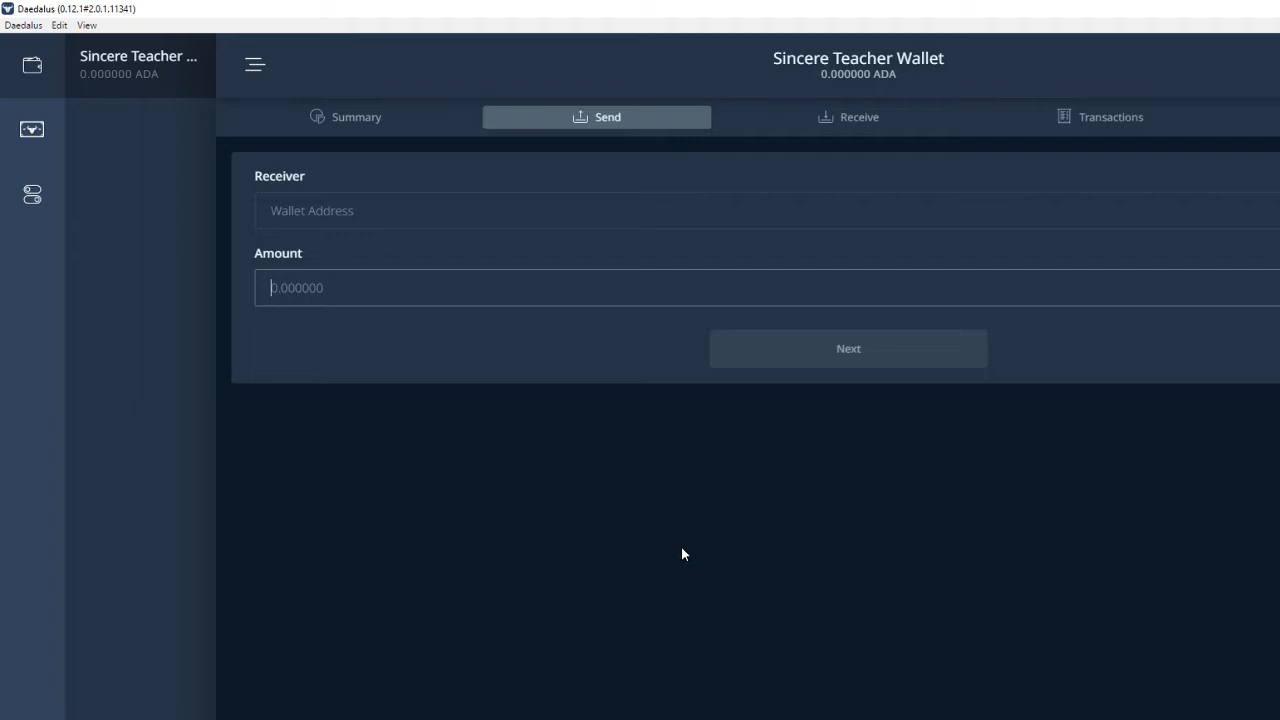 Daedalus (0.12.1#2.0.1.11341)
Daedalus Edit View
Sincere Teacher ...
0.000000 ADA
Sincere Teacher Wallet
0.000000 ADA
Summary Send Receive Transactions
Receiver
Wallet Address
Amount
0.000000
Next